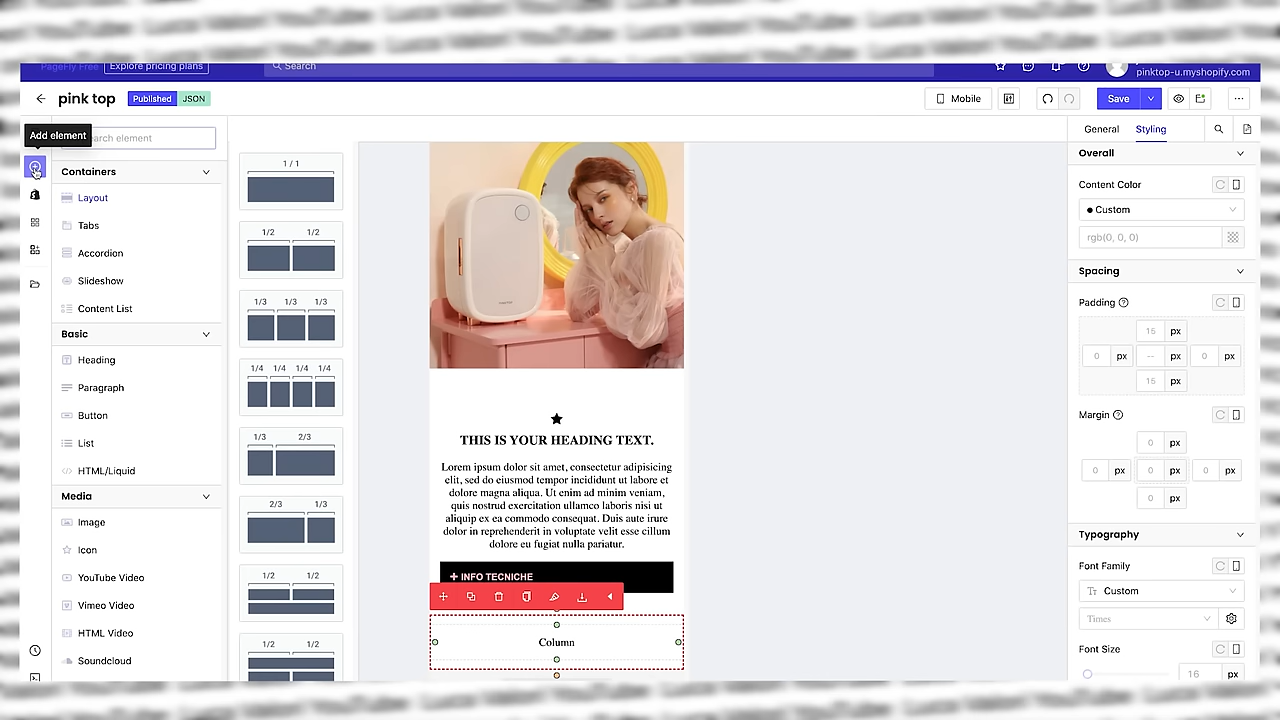 PageFly Free
Explore pricing plans
Search
pinktop-u.myshopify.com
pink top
Published
JSON
Mobile
Save
Add element
General
Styling
Containers
Layout
Tabs
Accordion
Slideshow
Content List
Basic
Heading
Paragraph
Button
List
HTML/Liquid
Media
Image
Icon
YouTube Video
Vimeo Video
HTML Video
Soundcloud
1 / 1
1/2 1/2
1/3 1/3 1/3
1/4 1/4 1/4 1/4
1/3 2/3
2/3 1/3
1/2 1/2
1/2 1/2
THIS IS YOUR HEADING TEXT.
Lorem ipsum dolor sit amet, consectetur adipisicing
elit, sed do eiusmod tempor incididunt ut labore et
dolore magna aliqua. Ut enim ad minim veniam,
quis nostrud exercitation ullamco laboris nisi ut
aliquip ex ea commodo consequat. Duis aute irure
dolor in reprehenderit in voluptate velit esse cillum
dolore eu fugiat nulla pariatur.
INFO TECNICHE
Column
Overall
Content Color
Custom
rgb(0, 0, 0)
Spacing
Padding
15 px
0 px -- px 0 px
15 px
Margin
0 px
0 px 0 px 0 px
0 px
Typography
Font Family
Custom
Times
Font Size
16 px